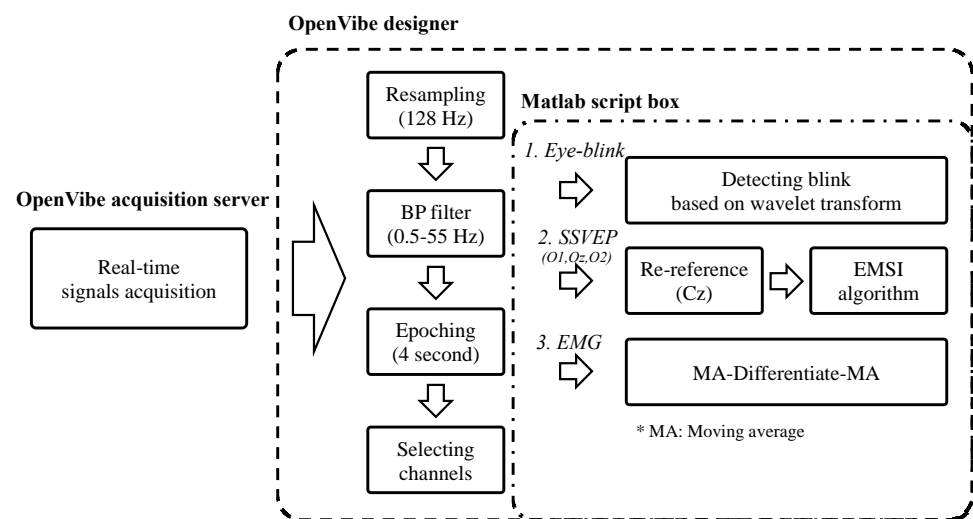 OpenVibe designer
OpenVibe acquisition server
Real-time
signals acquisition
Resampling
(128 Hz)
BP filter
(0.5-55 Hz)
Epoching
(4 second)
Selecting
channels
Matlab script box
1. Eye-blink
Detecting blink
based on wavelet transform
2. SSVEP
(O1,Oz,O2)
Re-reference
(Cz)
EMSI
algorithm
3. EMG
MA-Differentiate-MA
* MA: Moving average